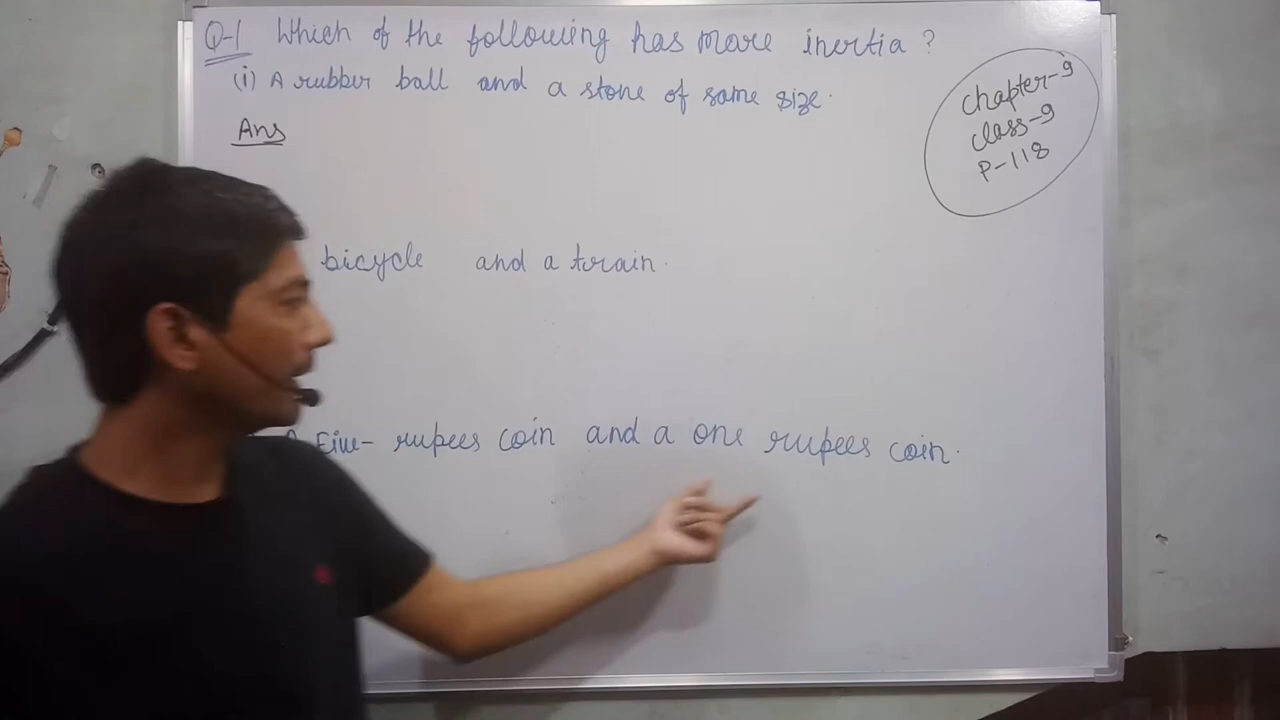 Q-1 Which of the following has more inertia ?
(i) A rubber ball and a stone of same size.
Chapter-9
class-9
P-118
Ans
bicycle and a train.
Five- rupees coin and a one rupees coin.